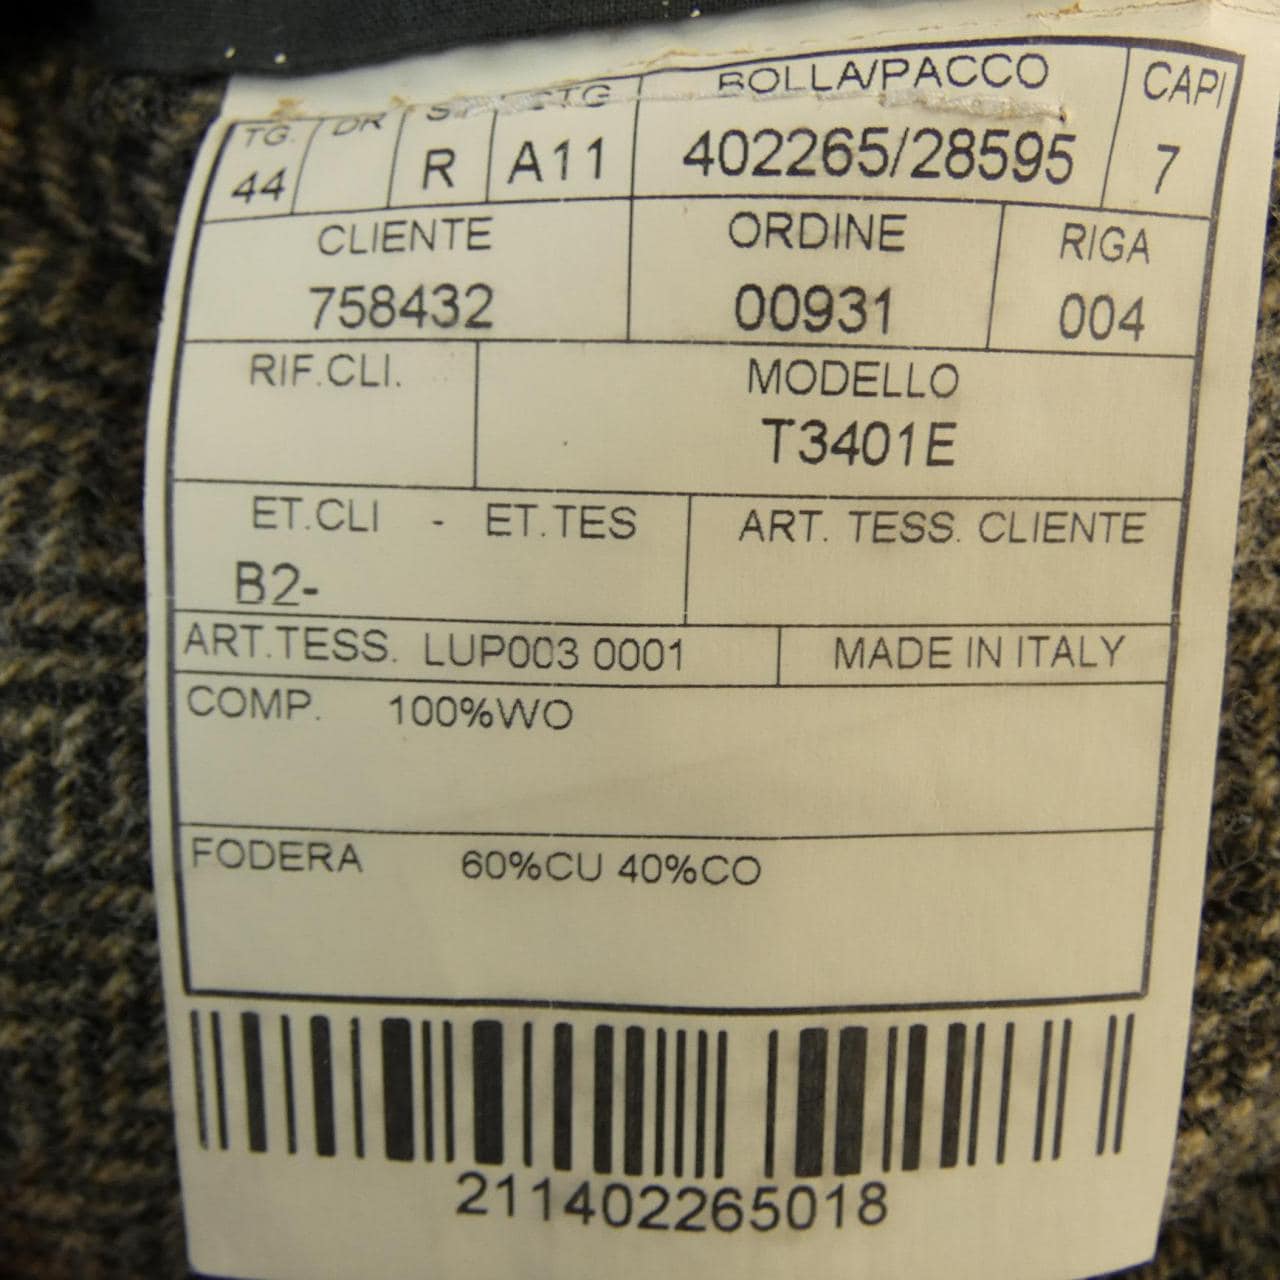 TG. DR STG BOLLA/PACCO CAPI
44 R A11 402265/28595 7
CLIENTE ORDINE RIGA
758432 00931 004
RIF.CLI. MODELLO
T3401E
ET.CLI - ET.TES ART. TESS. CLIENTE
B2-
ART.TESS. LUP003 0001 MADE IN ITALY
COMP. 100%WO
FODERA 60%CU 40%CO
211402265018